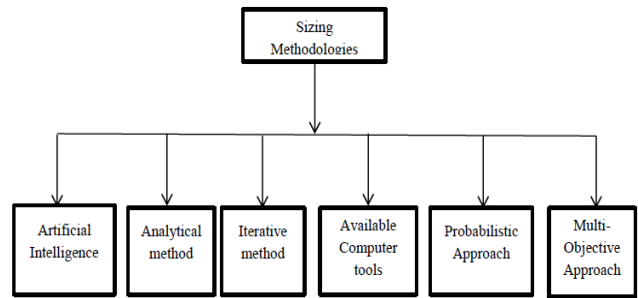 Sizing
Methodologies
Artificial
Intelligence
Analytical
method
Iterative
method
Available
Computer
tools
Probabilistic
Approach
Multi-
Objective
Approach